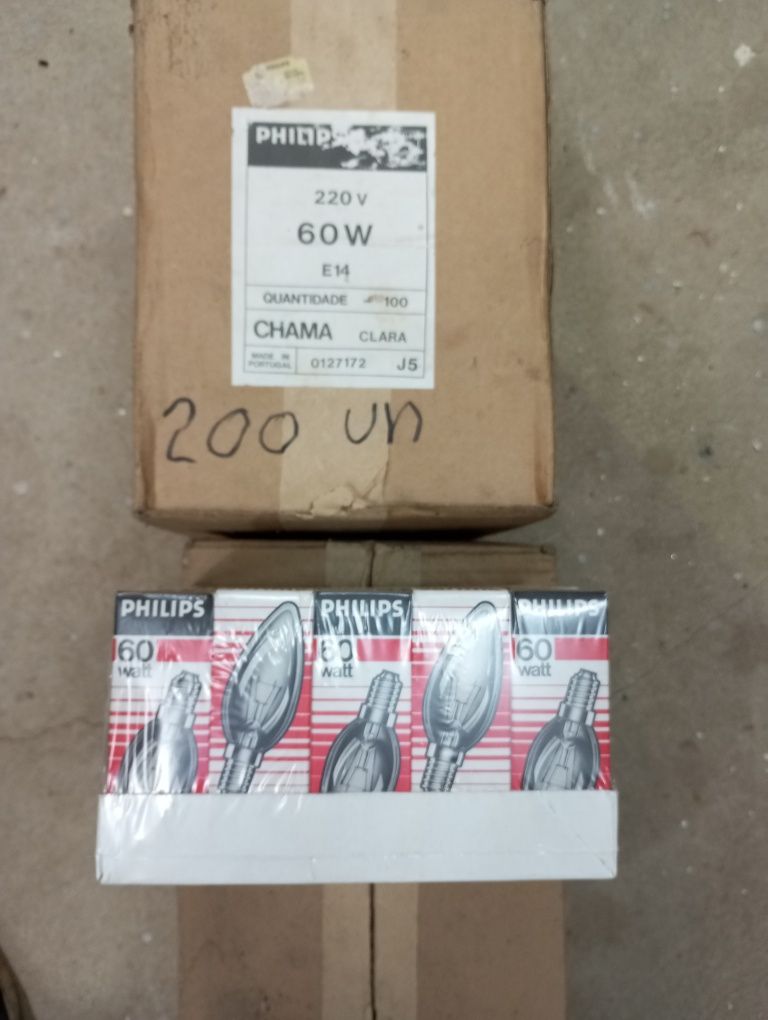 PHILIPS
220 V
60W
E14
QUANTIDADE 100
CHAMA CLARA
MADE IN
PORTUGAL 0127172 J5
200 un
PHILIPS PHILIPS PHILIPS
60 60 60
watt watt watt